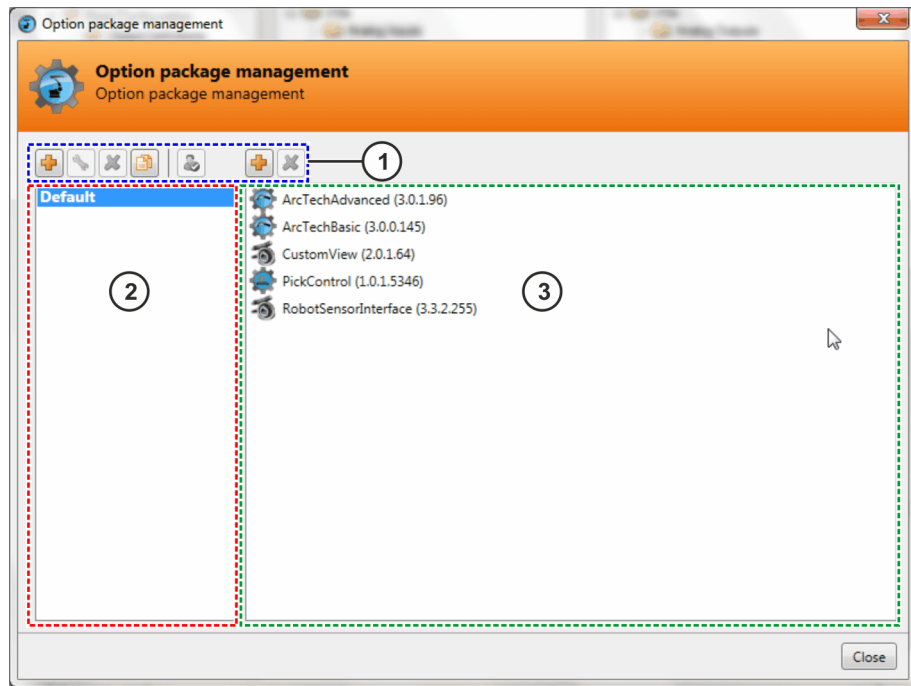 Option package management
Option package management
Option package management
1
Default
ArcTechAdvanced (3.0.1.96)
ArcTechBasic (3.0.0.145)
CustomView (2.0.1.64)
PickControl (1.0.1.5346)
RobotSensorInterface (3.3.2.255)
2
3
Close